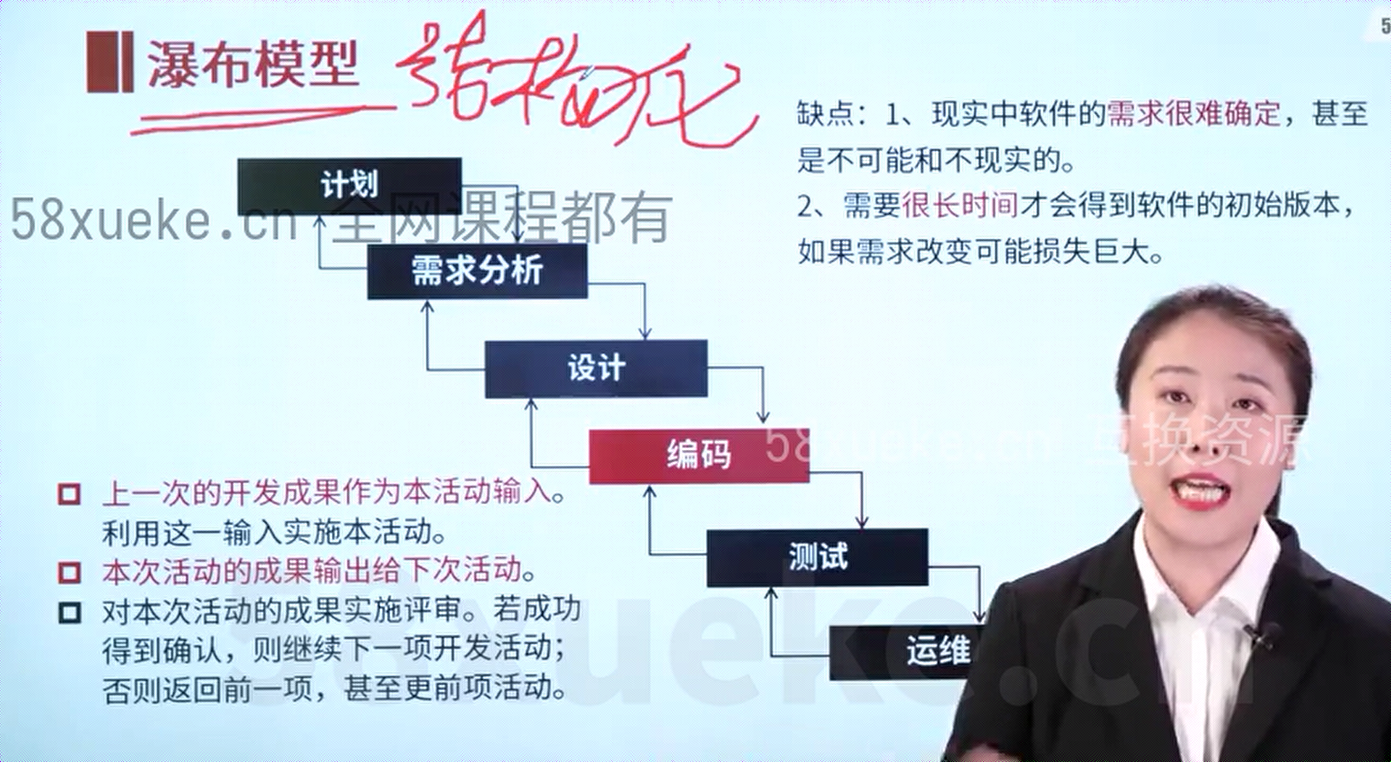 瀑布模型
结构化
5
缺点：1、现实中软件的需求很难确定，甚至
是不可能和不现实的。
2、需要很长时间才会得到软件的初始版本，
如果需求改变可能损失巨大。
计划
58xueke.cn 全网课程都有
需求分析
设计
编码
58xueke.cn 互换资源
测试
运维
上一次的开发成果作为本活动输入。
利用这一输入实施本活动。
本次活动的成果输出给下次活动。
对本次活动的成果实施评审。若成功
得到确认，则继续下一项开发活动；
否则返回前一项，甚至更前项活动。
58xueke.cn